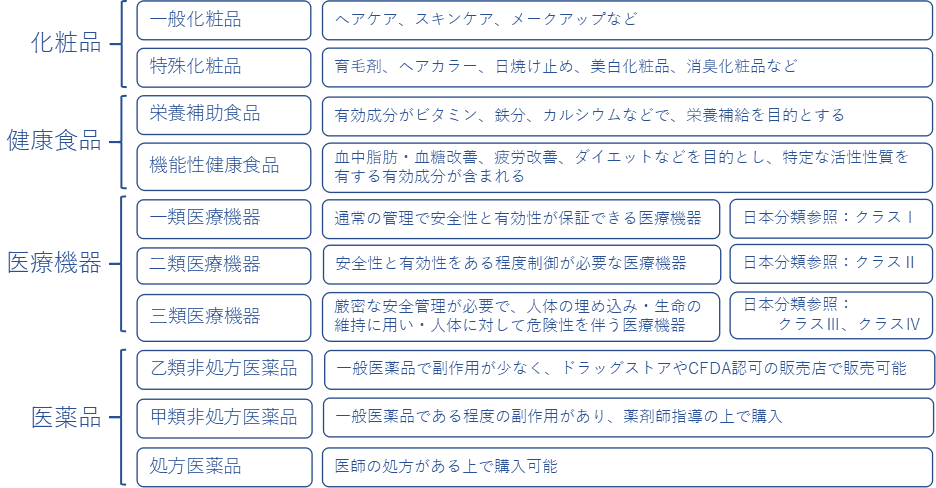 化粧品
一般化粧品
ヘアケア、スキンケア、メークアップなど
特殊化粧品
育毛剤、ヘアカラー、日焼け止め、美白化粧品、消臭化粧品など
健康食品
栄養補助食品
有効成分がビタミン、鉄分、カルシウムなどで、栄養補給を目的とする
機能性健康食品
血中脂肪・血糖改善、疲労改善、ダイエットなどを目的とし、特定な活性性質を
有する有効成分が含まれる
医療機器
一類医療機器
通常の管理で安全性と有効性が保証できる医療機器
日本分類参照：クラスⅠ
二類医療機器
安全性と有効性をある程度制御が必要な医療機器
日本分類参照：クラスⅡ
三類医療機器
厳密な安全管理が必要で、人体の埋め込み・生命の
維持に用い・人体に対して危険性を伴う医療機器
日本分類参照：
クラスⅢ、クラスⅣ
医薬品
乙類非処方医薬品
一般医薬品で副作用が少なく、ドラッグストアやCFDA認可の販売店で販売可能
甲類非処方医薬品
一般医薬品である程度の副作用があり、薬剤師指導の上で購入
処方医薬品
医師の処方がある上で購入可能